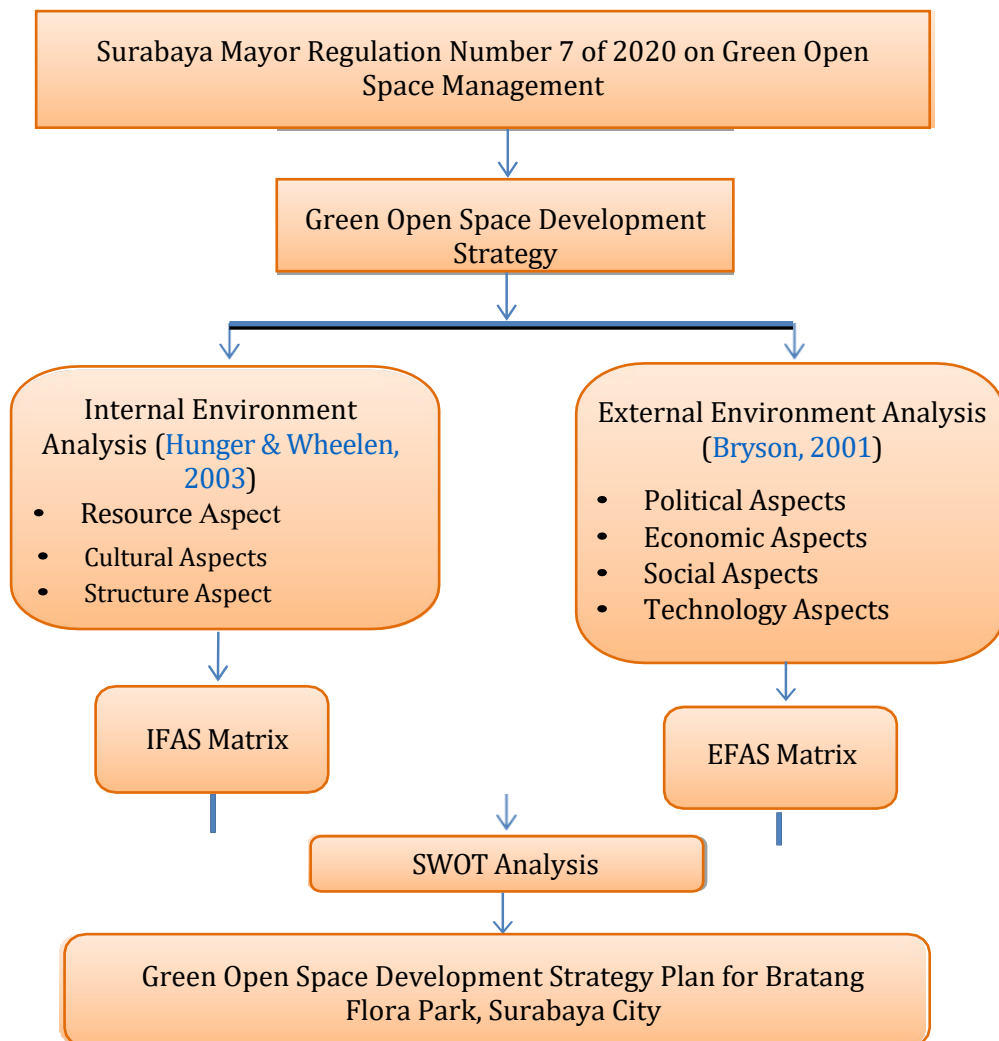 Surabaya Mayor Regulation Number 7 of 2020 on Green Open
Space Management
Green Open Space Development
Strategy
Internal Environment
Analysis (Hunger & Wheelen,
2003)
• Resource Aspect
• Cultural Aspects
• Structure Aspect
External Environment Analysis
(Bryson, 2001)
• Political Aspects
• Economic Aspects
• Social Aspects
• Technology Aspects
IFAS Matrix
EFAS Matrix
SWOT Analysis
Green Open Space Development Strategy Plan for Bratang
Flora Park, Surabaya City